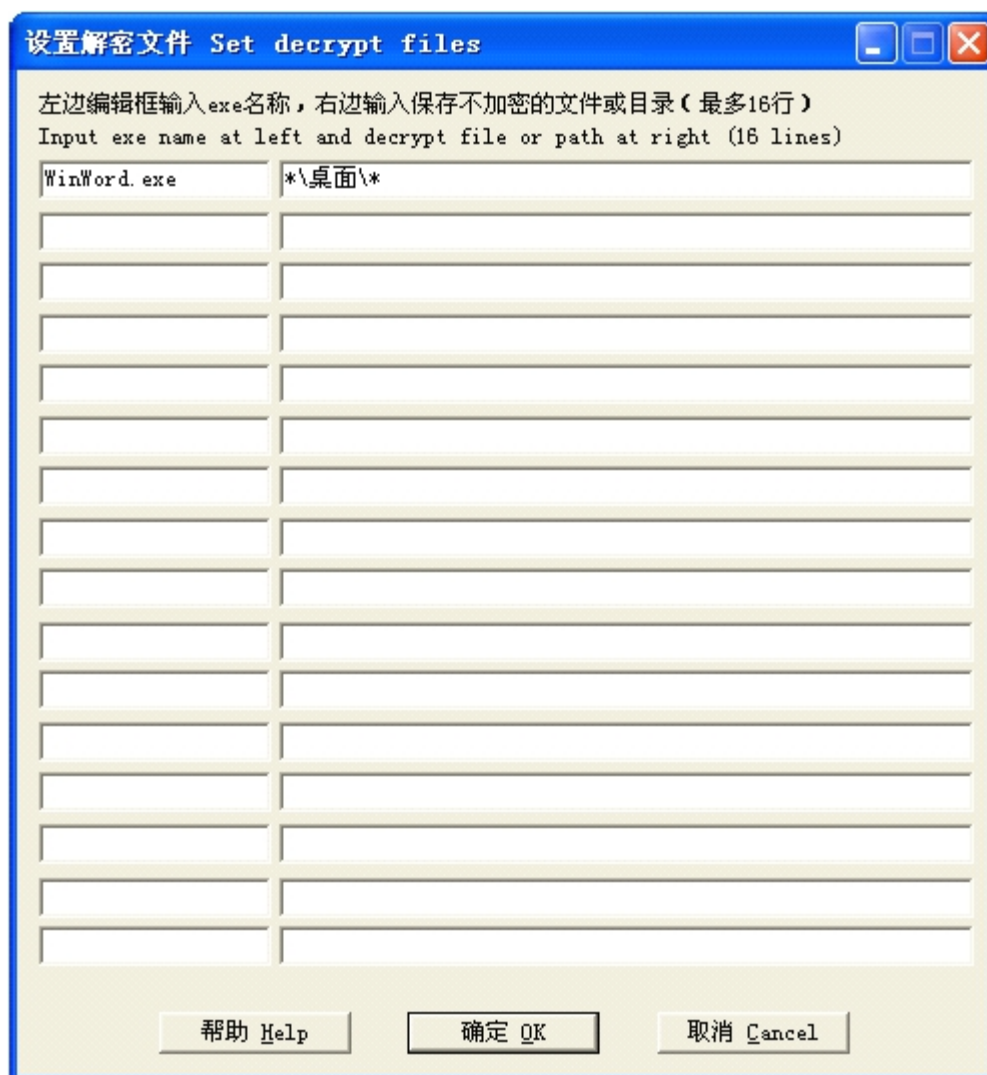 设置解密文件 Set decrypt files
左边编辑框输入exe名称，右边输入保存不加密的文件或目录（最多16行）
Input exe name at left and decrypt file or path at right (16 lines)
WinWord.exe *\桌面\*
帮助 Help 确定 OK 取消 Cancel